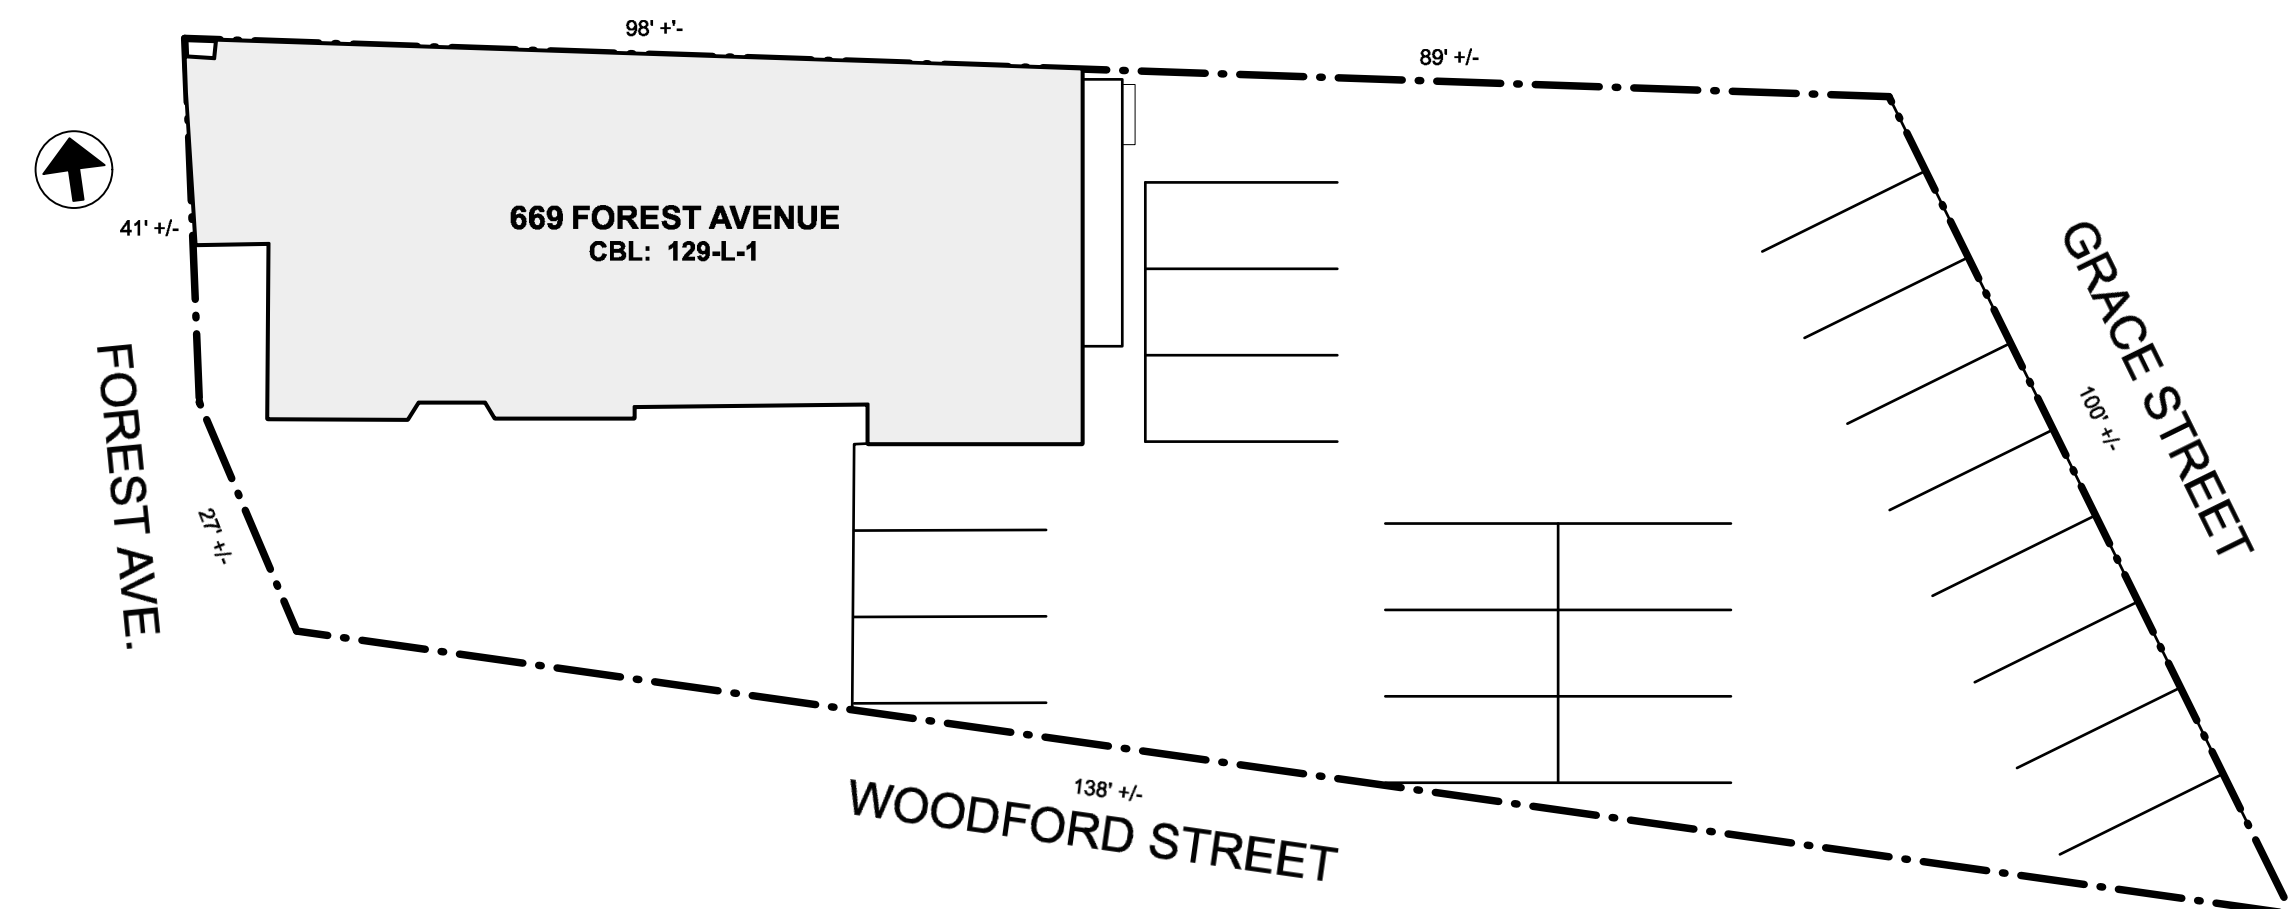 98' +'-
89' +/-
669 FOREST AVENUE
CBL: 129-L-1
41' +/-
FOREST AVE.
27' +/-
GRACE STREET
100' +/-
138' +/-
WOODFORD STREET